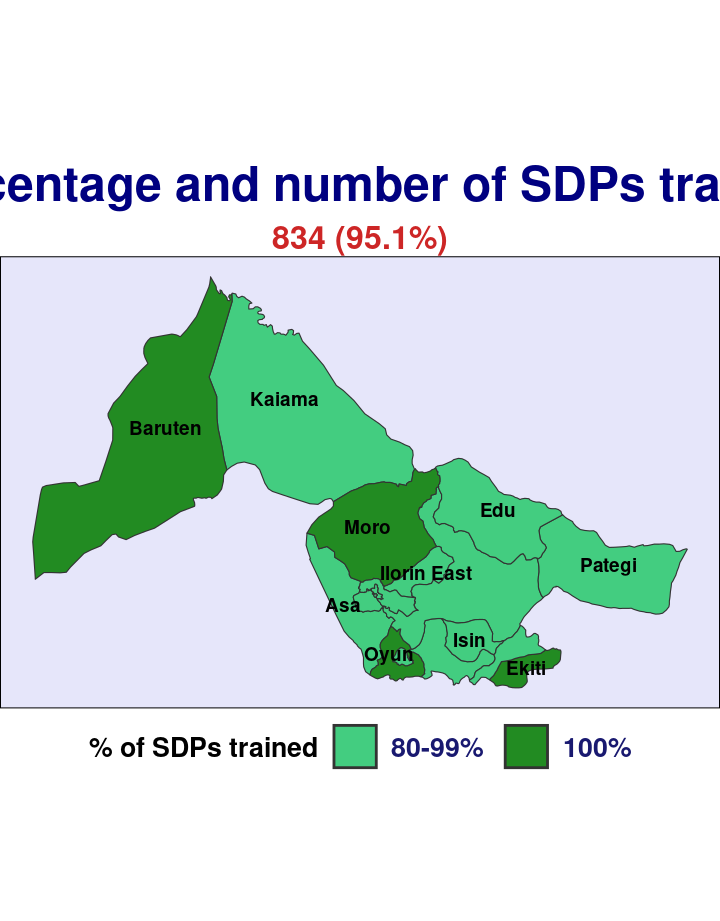 centage and number of SDPs tra
834 (95.1%)
Kaiama
Baruten
Edu
Moro
Pategi
Ilorin East
Asa
Isin
Oyun
Ekiti
% of SDPs trained 80-99% 100%